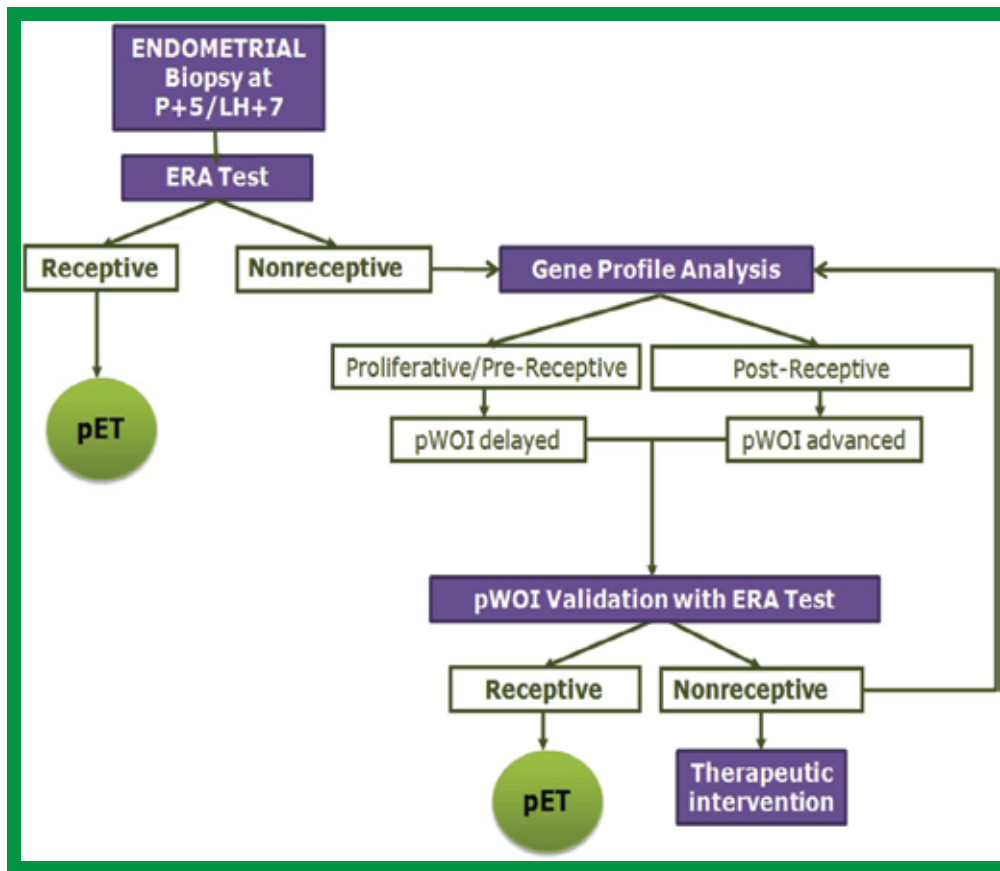 ENDOMETRIAL
Biopsy at
P+5/LH+7
ERA Test
Receptive
Nonreceptive
Gene Profile Analysis
pET
Proliferative/Pre-Receptive
Post-Receptive
pWOI delayed
pWOI advanced
pWOI Validation with ERA Test
Receptive
Nonreceptive
pET
Therapeutic
intervention